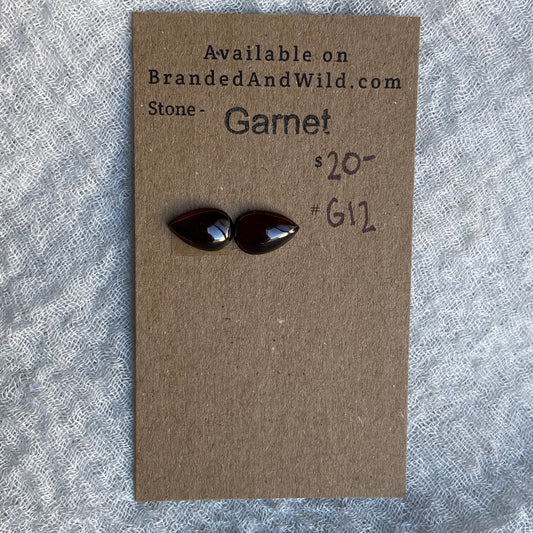 Available on
BrandedAndWild.com
Stone - Garnet
$ 20-
# G12